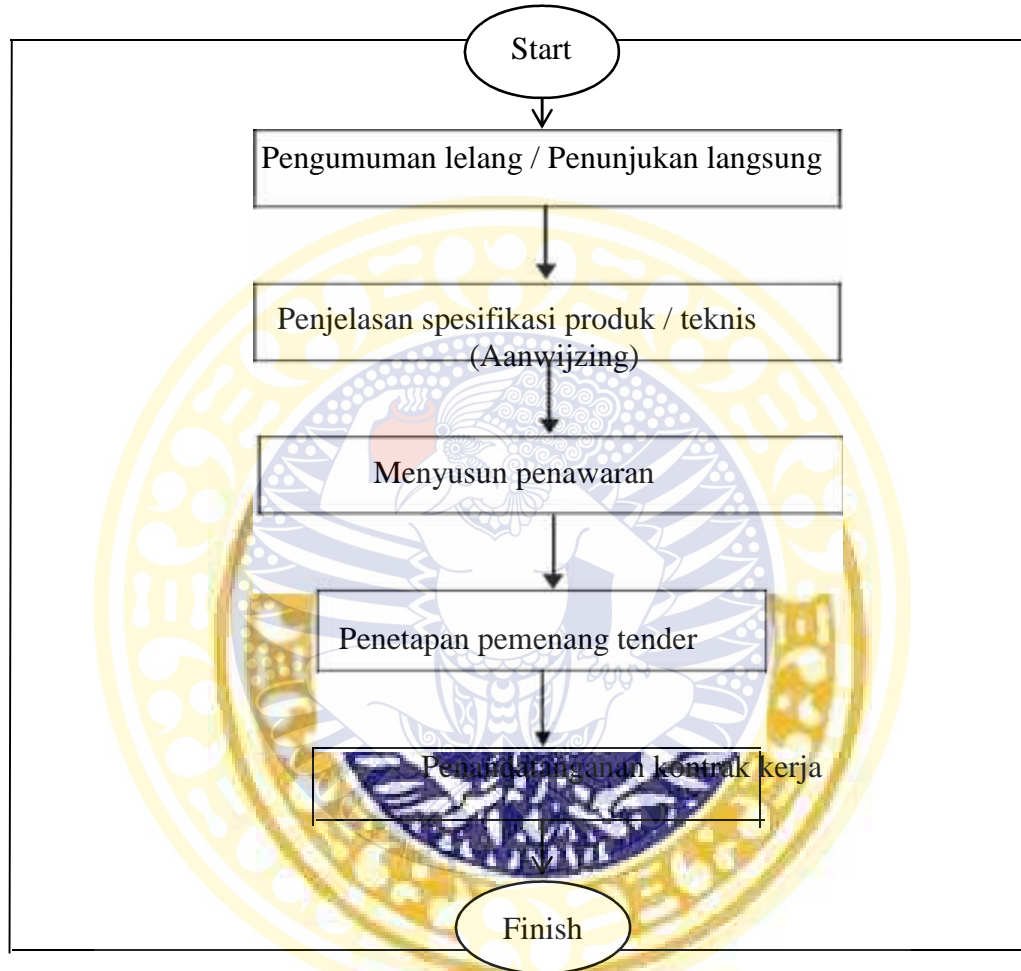 Start
Pengumuman lelang / Penunjukan langsung
Penjelasan spesifikasi produk / teknis
(Aanwijzing)
Menyusun penawaran
Penetapan pemenang tender
Penandatanganan kontrak kerja
Finish